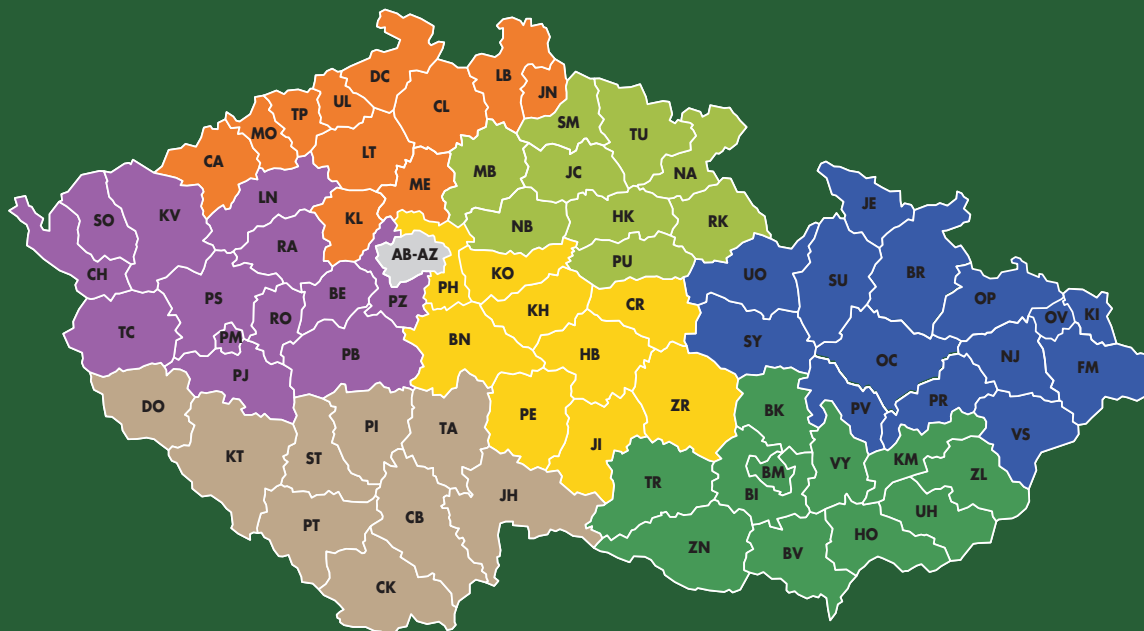 DC
LB
JN
UL
CL
TP
MO
SM
TU
CA
LT
MB
JC
NA
ME
LN
KL
SO
KV
NB
HK
RK
JE
RA
AB-AZ
CH
PS
BE
PZ
PH
KO
PU
UO
SU
BR
OP
KH
CR
RO
PM
TC
BN
SY
OV
KI
PB
HB
OC
NJ
FM
PJ
DO
PI
TA
PE
ZR
BK
PV
PR
VS
KT
ST
JI
TR
BM
BI
VY
KM
ZL
JH
PT
CB
UH
ZN
BV
HO
CK